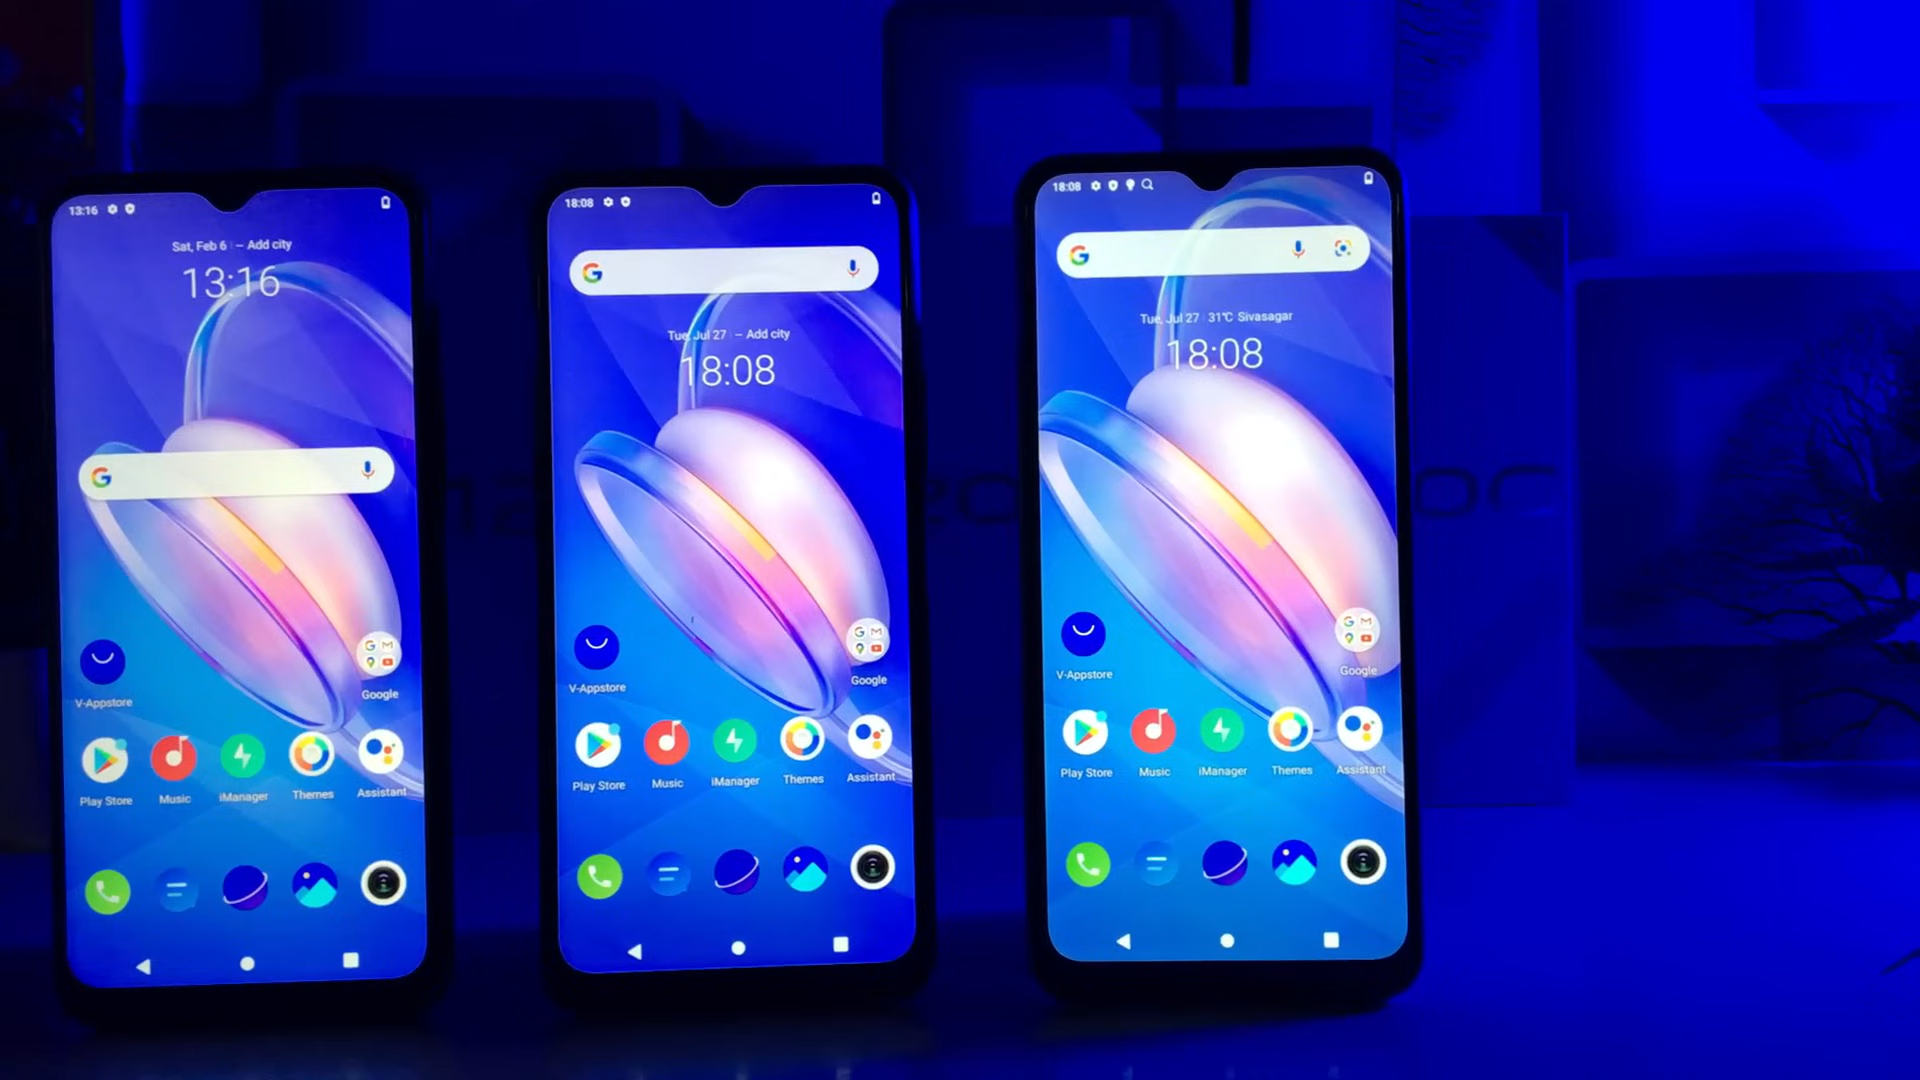 13:16
Sat, Feb 6 – Add city
13:16
G
V-Appstore
Google
Play Store
Music
iManager
Themes
Assistant
18:08
G
Tue, Jul 27 – Add city
18:08
V-Appstore
Google
Play Store
Music
iManager
Themes
Assistant
18:08
G
Tue, Jul 27 31℃ Sivasagar
18:08
V-Appstore
Google
Play Store
Music
iManager
Themes
Assistant